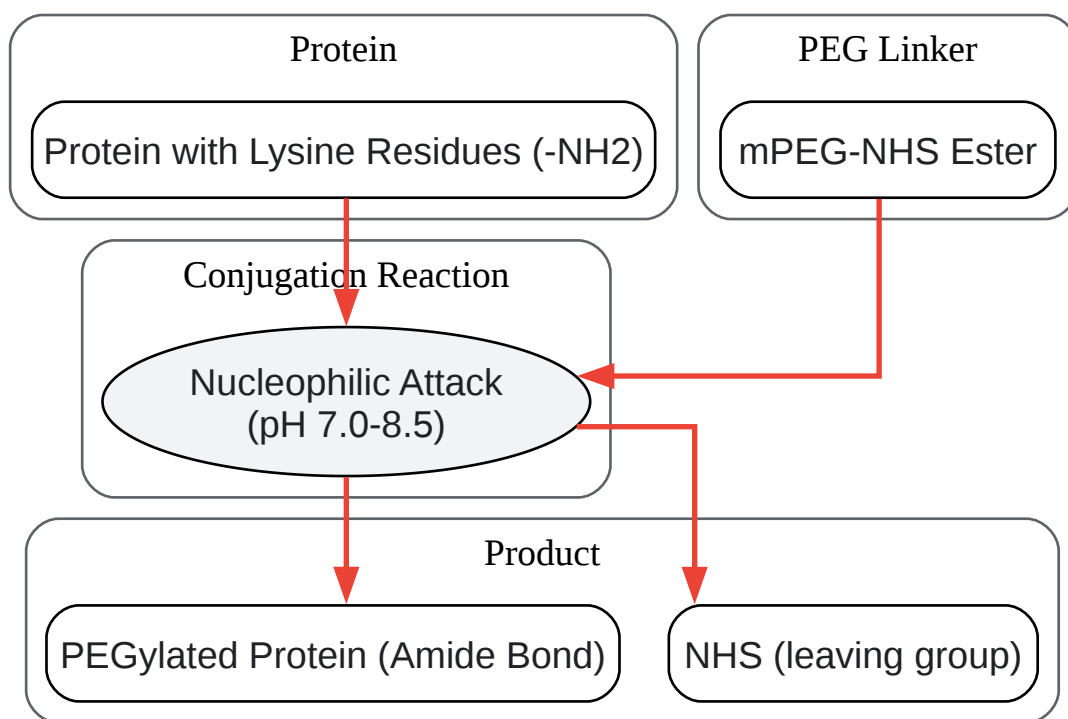 Protein
PEG Linker
Protein with Lysine Residues (-NH2)
mPEG-NHS Ester
Conjugation Reaction
Nucleophilic Attack
(pH 7.0-8.5)
Product
PEGylated Protein (Amide Bond)
NHS (leaving group)